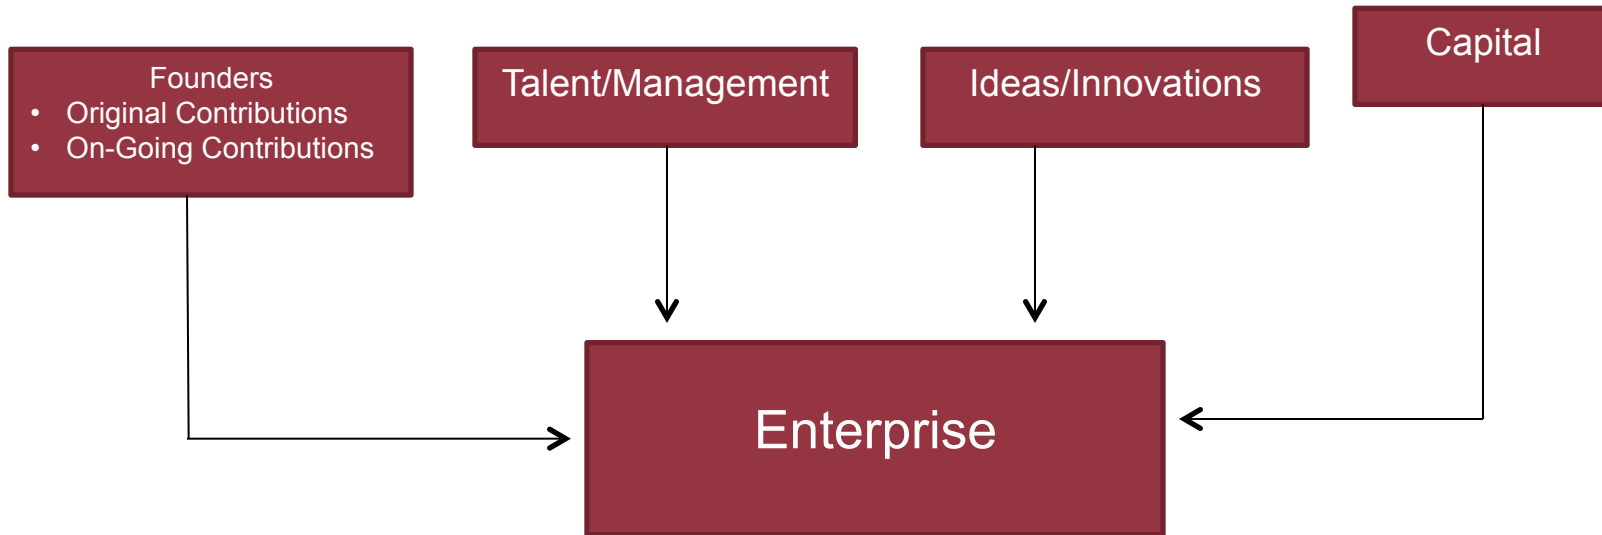 Founders
• Original Contributions
• On-Going Contributions
Talent/Management
Ideas/Innovations
Capital
Enterprise